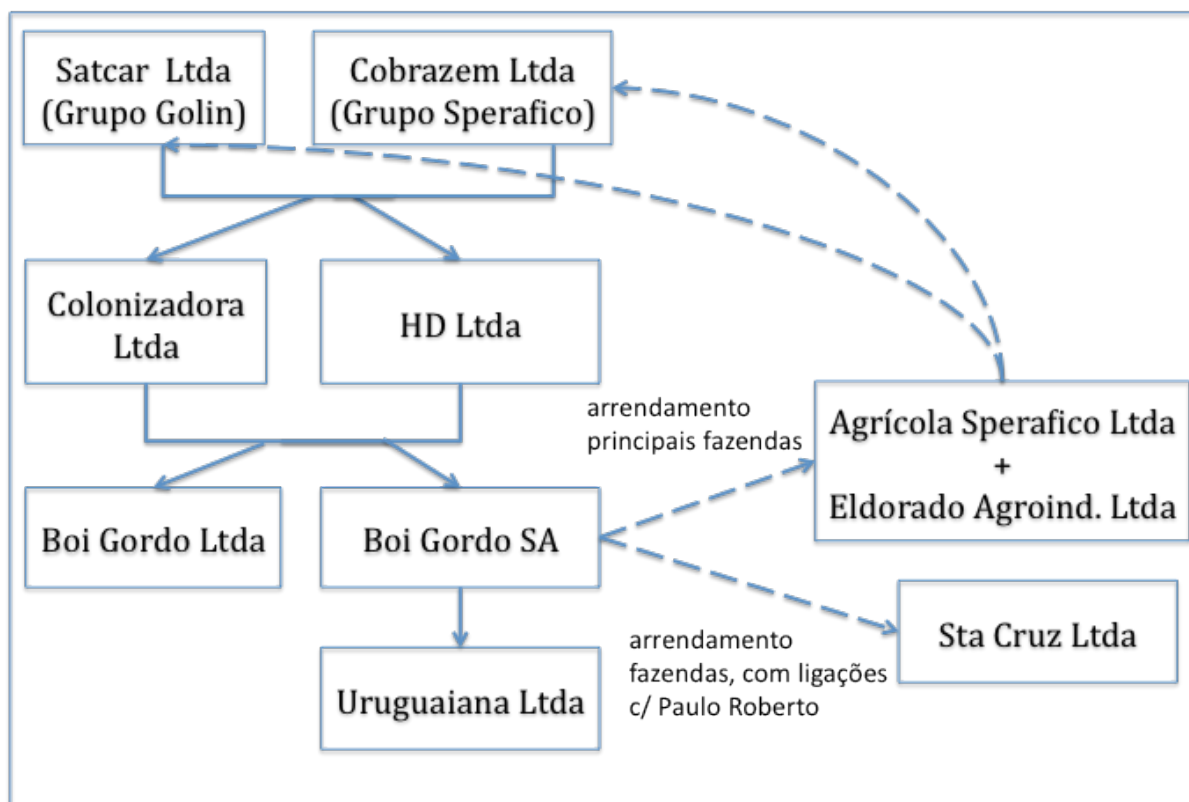 Satcar Ltda
(Grupo Golin)
Cobrazem Ltda
(Grupo Sperafico)
Colonizadora
Ltda
HD Ltda
arrendamento
principais fazendas
Agrícola Sperafico Ltda
+
Eldorado Agroind. Ltda
Boi Gordo Ltda
Boi Gordo SA
Sta Cruz Ltda
arrendamento
fazendas, com ligações
c/ Paulo Roberto
Uruguaiana Ltda